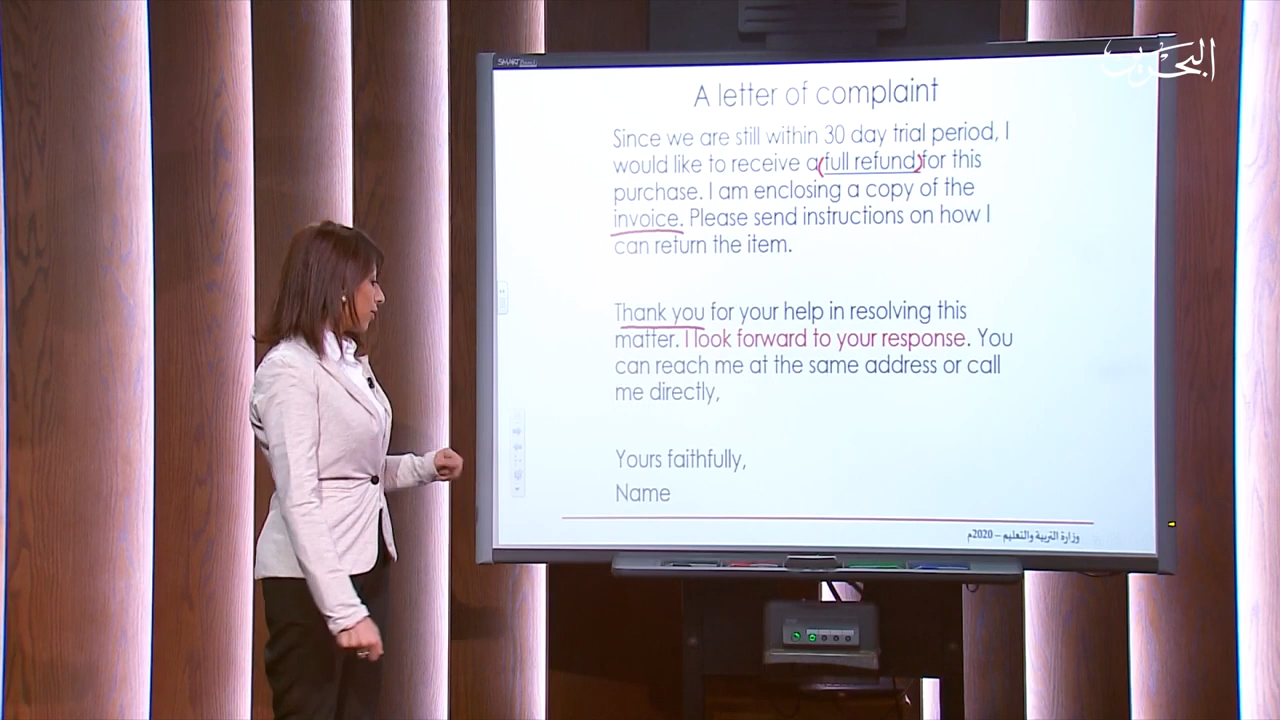 البحرين
SMART Board
A letter of complaint
Since we are still within 30 day trial period, I
would like to receive a (full refund) for this
purchase. I am enclosing a copy of the
invoice. Please send instructions on how I
can return the item.
Thank you for your help in resolving this
matter. I look forward to your response. You
can reach me at the same address or call
me directly,
Yours faithfully,
Name
وزارة التربية والتعليم – 2020م